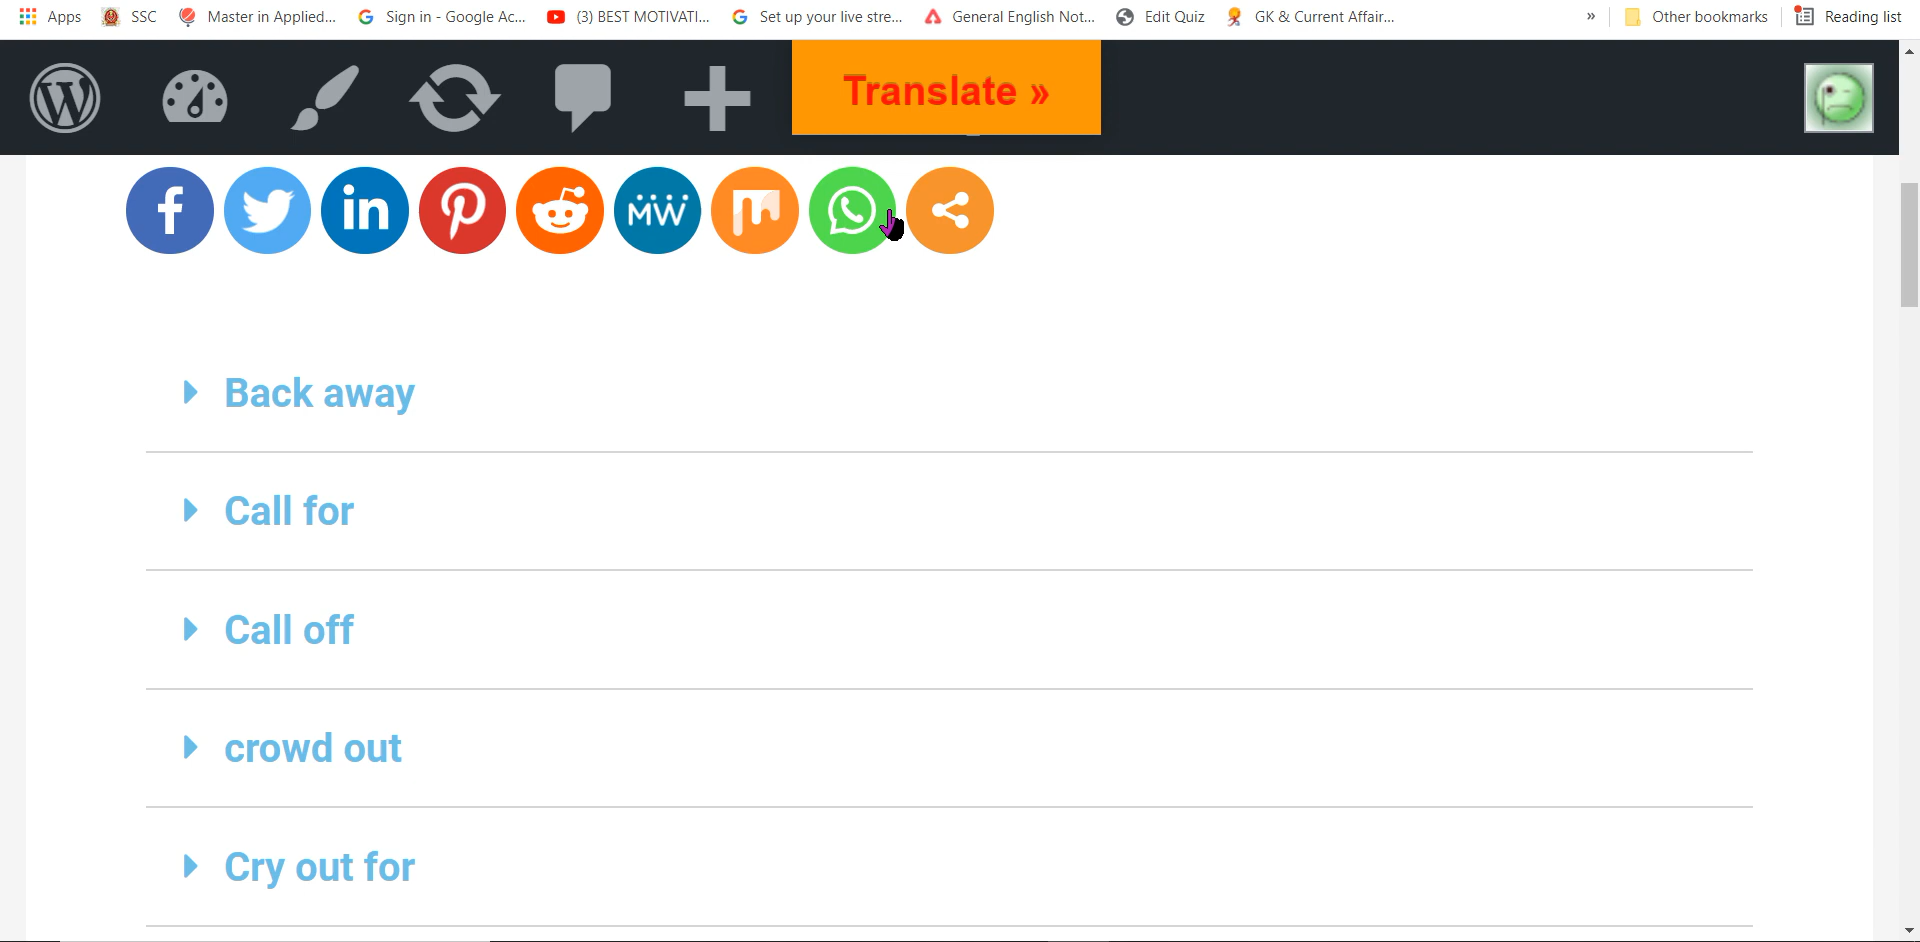 Apps SSC Master in Applied... Sign in - Google Ac... (3) BEST MOTIVATI... Set up your live stre... General English Not... Edit Quiz GK & Current Affair... » Other bookmarks Reading list
Translate »
Back away
Call for
Call off
crowd out
Cry out for